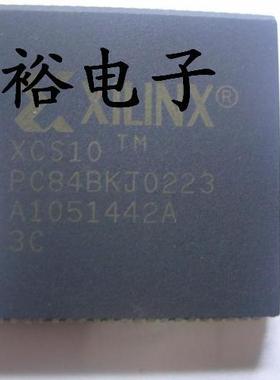 裕电子
XILINX®
XCS10™
PC84BKJ0223
A1051442A
3C